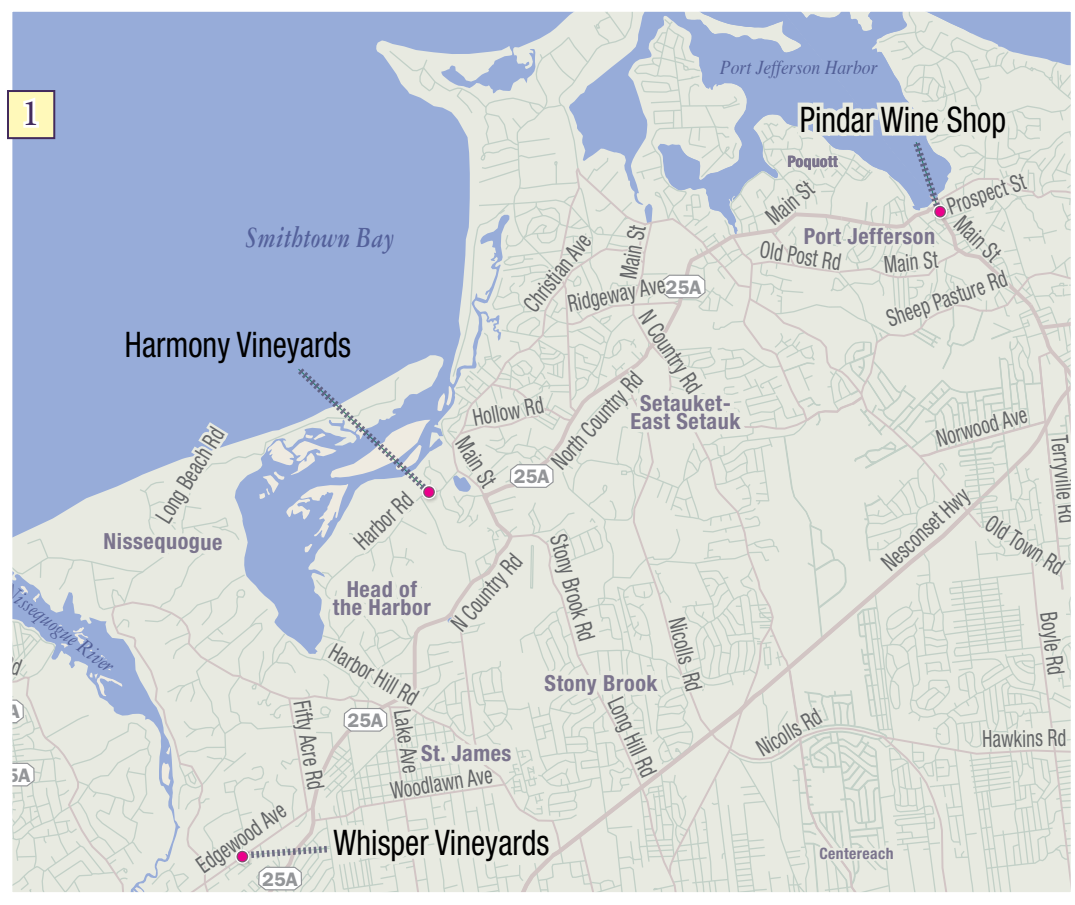 Port Jefferson Harbor
1
Pindar Wine Shop
Poquott
Prospect St
Main St
Main St
Smithtown Bay
Port Jefferson
Main St
Old Post Rd
Main St
Christian Ave
Ridgeway Ave
25A
Sheep Pasture Rd
Harmony Vineyards
N Country Rd
Hollow Rd
North Country Rd
Setauket-
East Setauk
Norwood Ave
Long Beach Rd
Main St
25A
Terryville Rd
Harbor Rd
Nesconset Hwy
Nissequogue
Old Town Rd
Stony Brook Rd
Head of
the Harbor
N Country Rd
Nissequogue River
Nicolls Rd
Boyle Rd
Harbor Hill Rd
Stony Brook
d
A
25A
Fifty Acre Rd
Lake Ave
Long Hill Rd
Nicolls Rd
Hawkins Rd
St. James
5A
Woodlawn Ave
Edgewood Ave
Whisper Vineyards
Centereach
25A